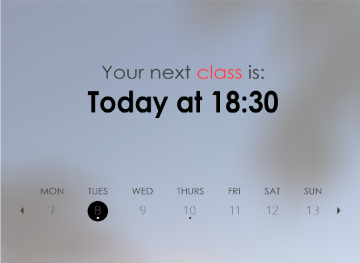 Your next class is:
Today at 18:30
MON TUES WED THURS FRI SAT SUN
7 8 9 10 11 12 13